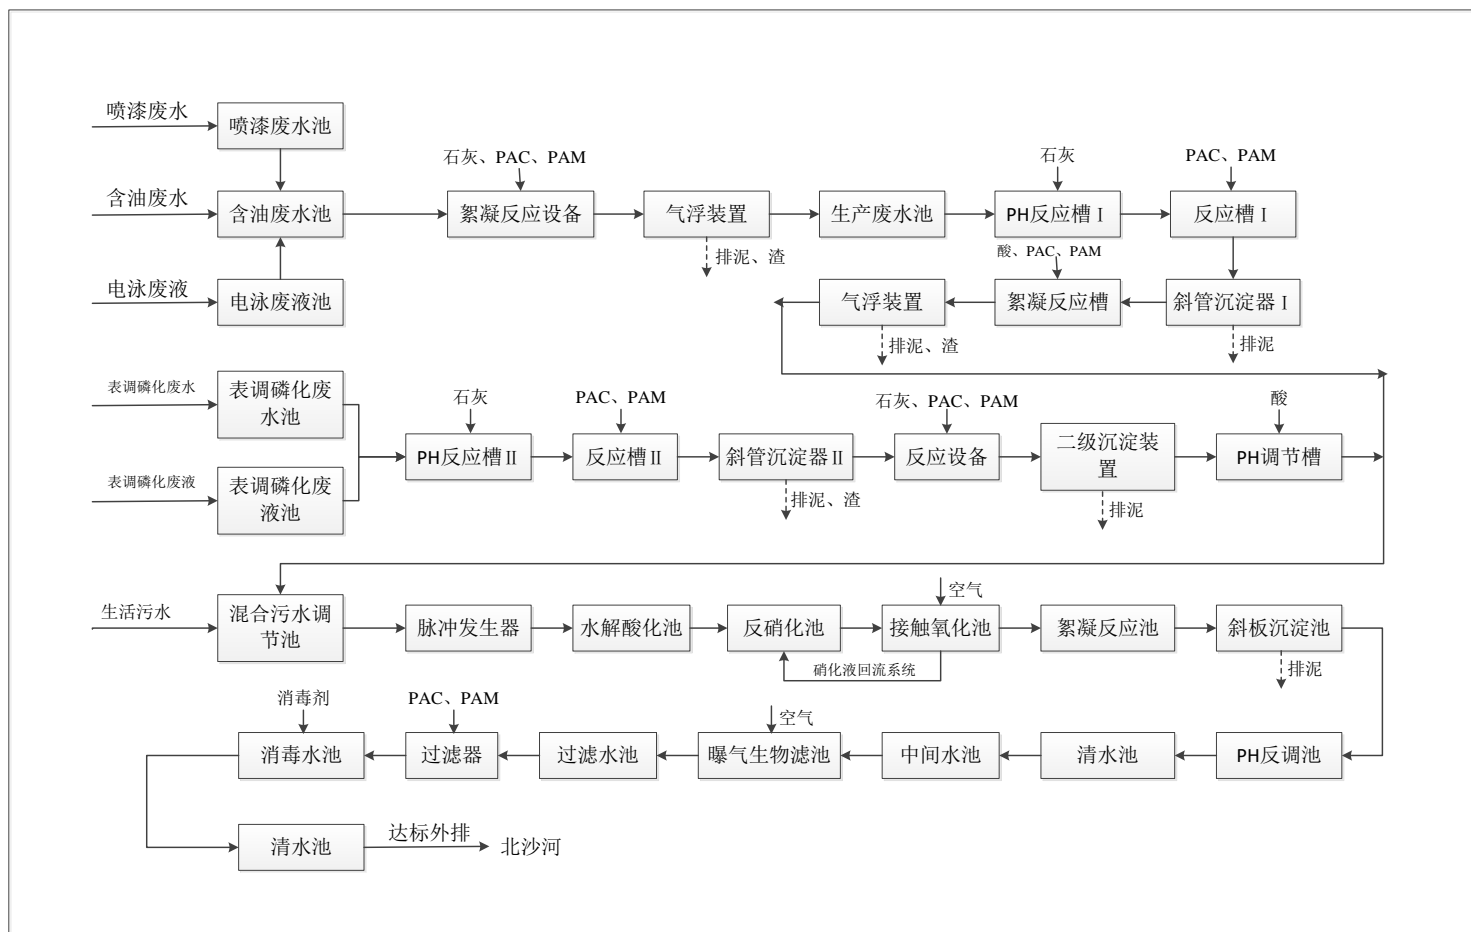 喷漆废水
喷漆废水池
石灰、PAC、PAM
石灰
PAC、PAM
含油废水
含油废水池
絮凝反应设备
气浮装置
生产废水池
PH反应槽Ⅰ
反应槽Ⅰ
排泥、渣
酸、PAC、PAM
电泳废液
电泳废液池
气浮装置
絮凝反应槽
斜管沉淀器Ⅰ
排泥、渣
排泥
表调磷化废水
表调磷化废
水池
石灰
PAC、PAM
石灰、PAC、PAM
酸
PH反应槽Ⅱ
反应槽Ⅱ
斜管沉淀器Ⅱ
反应设备
二级沉淀装
置
PH调节槽
表调磷化废液
表调磷化废
液池
排泥、渣
排泥
空气
生活污水
混合污水调
节池
脉冲发生器
水解酸化池
反硝化池
接触氧化池
絮凝反应池
斜板沉淀池
硝化液回流系统
排泥
消毒剂
PAC、PAM
空气
消毒水池
过滤器
过滤水池
曝气生物滤池
中间水池
清水池
PH反调池
清水池
达标外排
北沙河